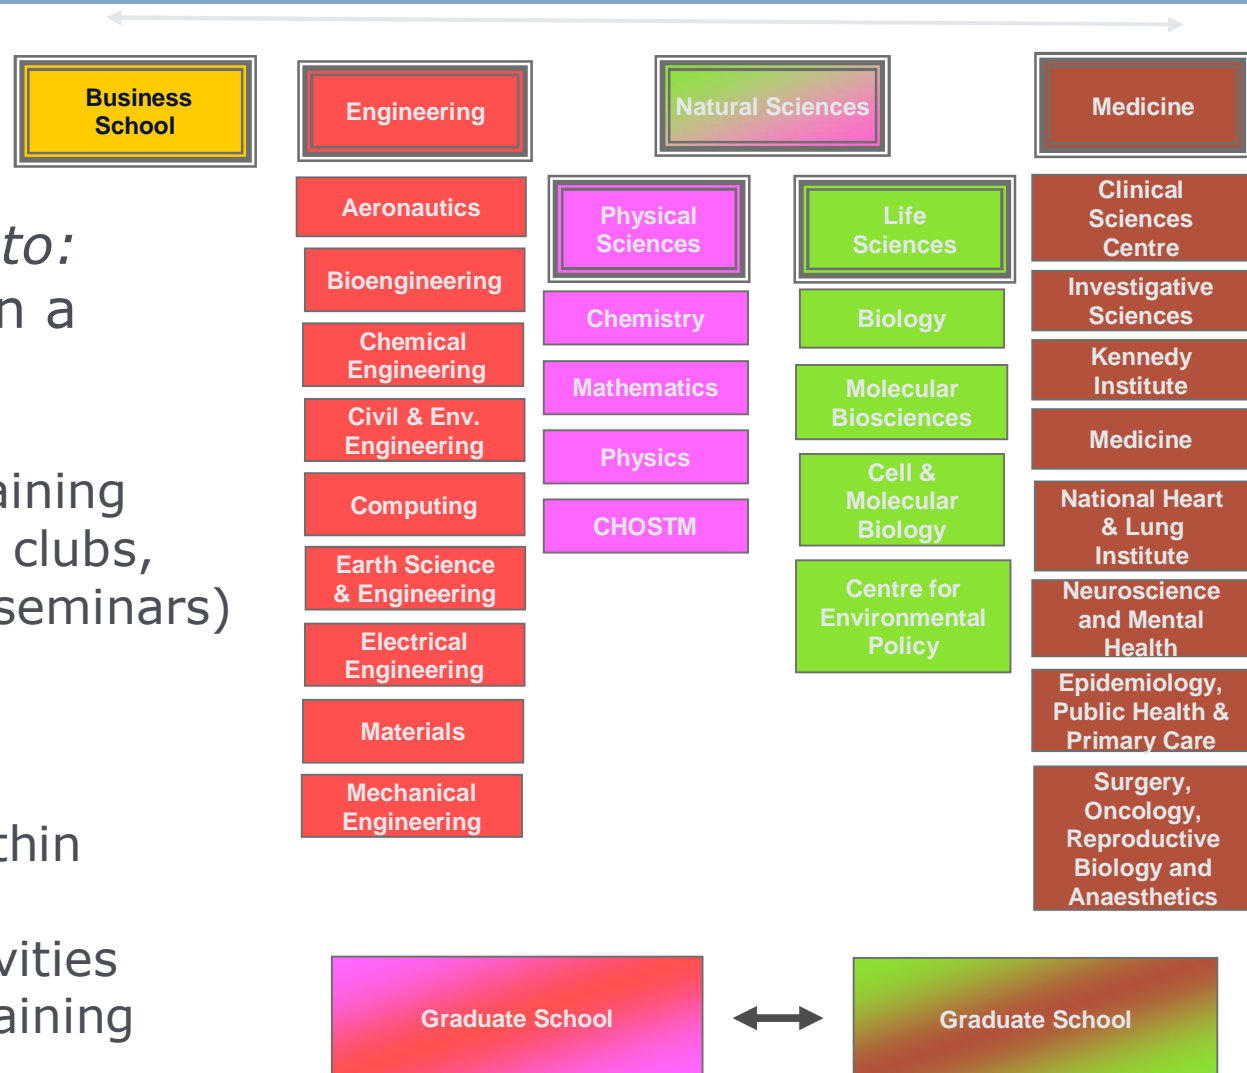 Business
School
Engineering
Natural Sciences
Medicine
to:
n a
aining
clubs,
seminars)
thin
vities
aining
Aeronautics
Bioengineering
Chemical
Engineering
Civil & Env.
Engineering
Computing
Earth Science
& Engineering
Electrical
Engineering
Materials
Mechanical
Engineering
Physical
Sciences
Chemistry
Mathematics
Physics
CHOSTM
Life
Sciences
Biology
Molecular
Biosciences
Cell &
Molecular
Biology
Centre for
Environmental
Policy
Clinical
Sciences
Centre
Investigative
Sciences
Kennedy
Institute
Medicine
National Heart
& Lung
Institute
Neuroscience
and Mental
Health
Epidemiology,
Public Health &
Primary Care
Surgery,
Oncology,
Reproductive
Biology and
Anaesthetics
Graduate School
Graduate School